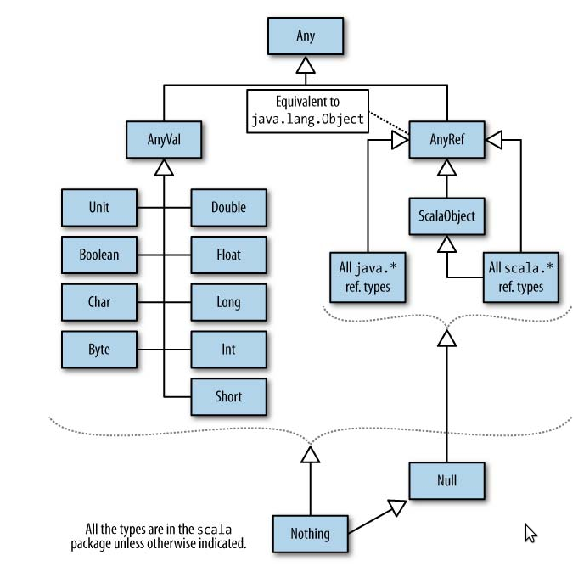 Any
Equivalent to
java.lang.Object
AnyVal
AnyRef
Unit
Double
ScalaObject
Boolean
Float
All java.*
ref. types
All scala.*
ref. types
Char
Long
Byte
Int
Short
Null
Nothing
All the types are in the scala
package unless otherwise indicated.